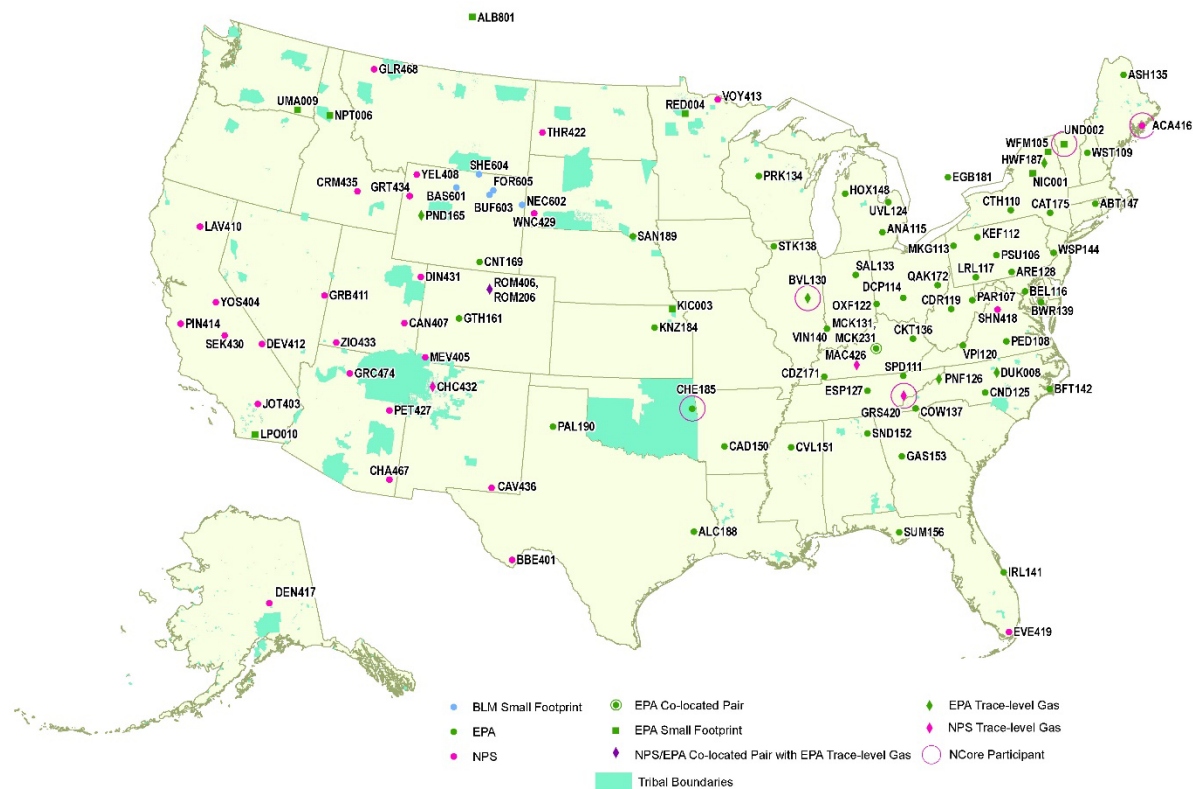 ALB801
GLR468
ASH135
VOY413
UMA009
NPT006
RED004
THR422
UND002
ACA416
WFM105
HWF187
WST109
NIC001
SHE604
YEL408
FOR605
CRM435
GRT434
BAS601
PRK134
HOX148
EGB181
BUF603
NEC602
UVL124
CTH110
CAT175
ABT147
PND165
WNC429
LAV410
ANA115
SAN189
STK138
KEF112
MKG113
PSU106
WSP144
CNT169
DIN431
SAL133
LRL117
ARE128
ROM406,
ROM206
BVL130
DCP114
QAK172
BEL116
GRB411
YOS404
KIC003
OXF122
CDR119
PAR107
BWR139
GTH161
PIN414
CAN407
KNZ184
MCK131,
MCK231
VIN140
SHN418
SEK430
DEV412
ZIO433
CKT136
VPI120
PED108
MEV405
MAC426
GRC474
CDZ171
SPD111
DUK008
CHC432
CHE185
ESP127
PNF126
CND125
BFT142
JOT403
PET427
GRS420
COW137
PAL190
LPO010
SND152
CAD150
CVL151
GAS153
CHA467
CAV436
ALC188
SUM156
BBE401
IRL141
DEN417
EVE419
BLM Small Footprint
EPA
NPS
EPA Co-located Pair
EPA Small Footprint
NPS/EPA Co-located Pair with EPA Trace-level Gas
EPA Trace-level Gas
NPS Trace-level Gas
NCore Participant
Tribal Boundaries